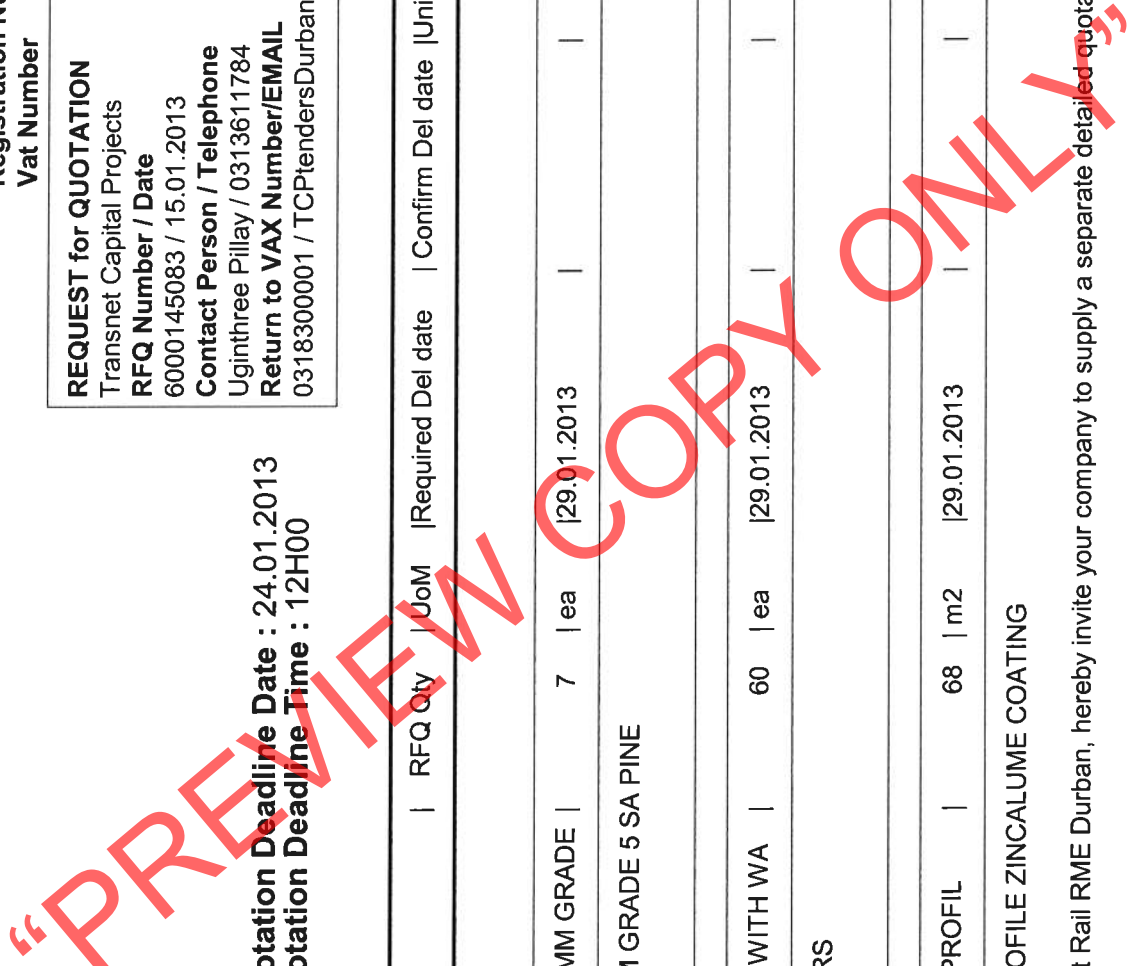 Vat Number
REQUEST for QUOTATION
Transnet Capital Projects
RFQ Number / Date
6000145083 / 15.01.2013
Contact Person / Telephone
Uginthree Pillay / 0313611784
Return to VAX Number/EMAIL
0318300001 / TCPtendersDurban
otation Deadline Date : 24.01.2013
otation Deadline Time : 12H00
| RFQ Qty | UoM |Required Del date | Confirm Del date |Uni
MM GRADE | 7 | ea |29.01.2013 | |
M GRADE 5 SA PINE
WITH WA | 60 | ea |29.01.2013 | |
RS
PROFIL | 68 | m2 |29.01.2013 | |
OFILE ZINCALUME COATING
t Rail RME Durban, hereby invite your company to supply a separate detailed quota
“PREVIEW COPY ONLY”